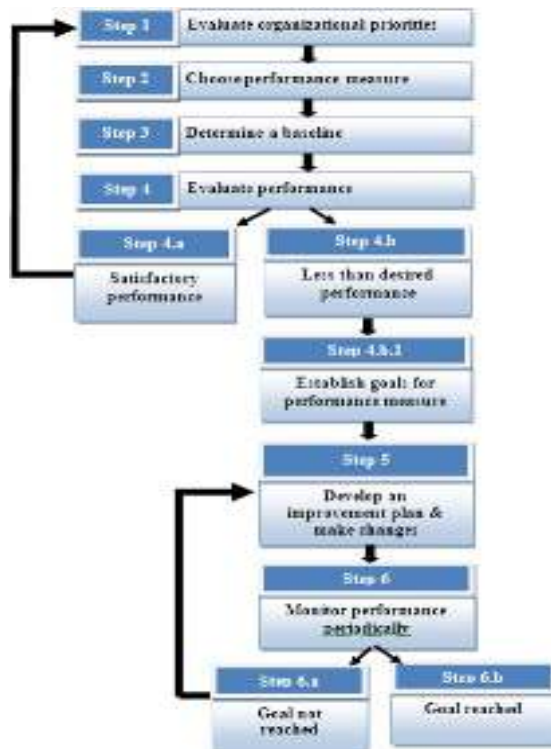 Step 1
Evaluate organizational priorities
Step 2
Choose performance measure
Step 3
Determine a baseline
Step 4
Evaluate performance
Step 4.a
Satisfactory
performance
Step 4.b
Less than desired
performance
Step 4.b.1
Establish goals for
performance measure
Step 5
Develop an
improvement plan &
make changes
Step 6
Monitor performance
periodically
Step 6.a
Goal not
reached
Step 6.b
Goal reached